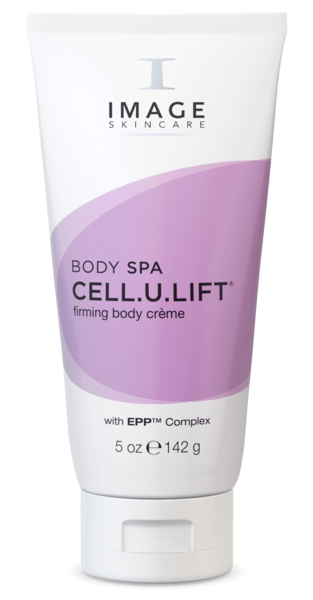 I
IMAGE
SKINCARE
BODY SPA
CELL.U.LIFT®
firming body crème
with EPP™ Complex
5 oz ℮ 142 g